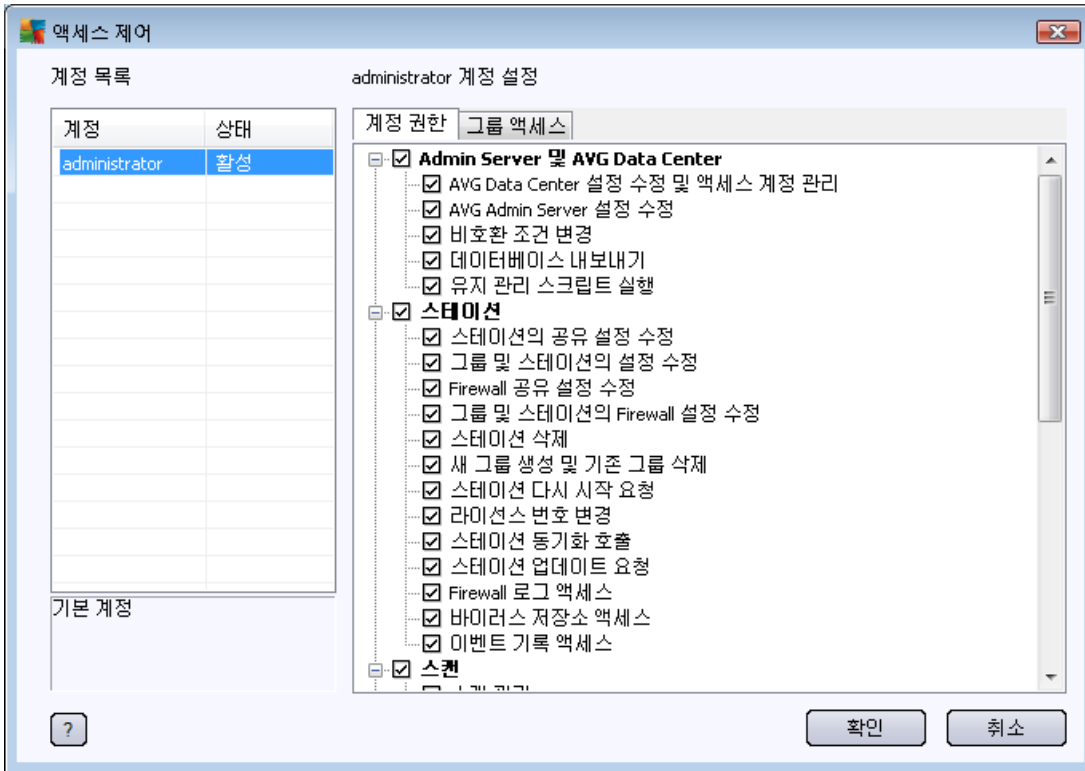 액세스 제어
계정 목록
administrator 계정 설정
계정 상태
administrator 활성
기본 계정
계정 권한 그룹 액세스
Admin Server 및 AVG Data Center
AVG Data Center 설정 수정 및 액세스 계정 관리
AVG Admin Server 설정 수정
비호환 조건 변경
데이터베이스 내보내기
유지 관리 스크립트 실행
스테이션
스테이션의 공유 설정 수정
그룹 및 스테이션의 설정 수정
Firewall 공유 설정 수정
그룹 및 스테이션의 Firewall 설정 수정
스테이션 삭제
새 그룹 생성 및 기존 그룹 삭제
스테이션 다시 시작 요청
라이선스 번호 변경
스테이션 동기화 호출
스테이션 업데이트 요청
Firewall 로그 액세스
바이러스 저장소 액세스
이벤트 기록 액세스
스캔
?
확인 취소